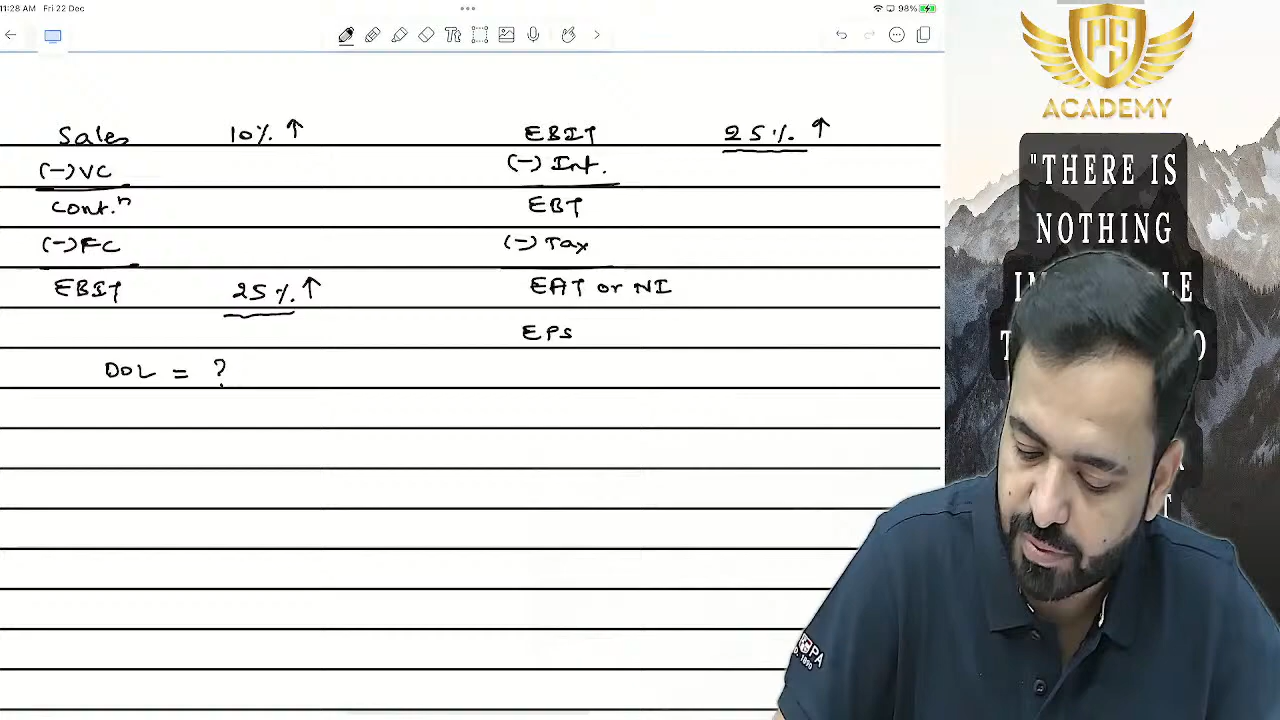 11:28 AM Fri 22 Dec
98%
Sales 10% ↑
(-) VC
Cont.n
(-) FC
EBIT 25% ↑
DOL = ?
EBIT 25% ↑
(-) Int.
EBT
(-) Tax
EAT or NI
EPS
PS
ACADEMY
"THERE IS
NOTHING